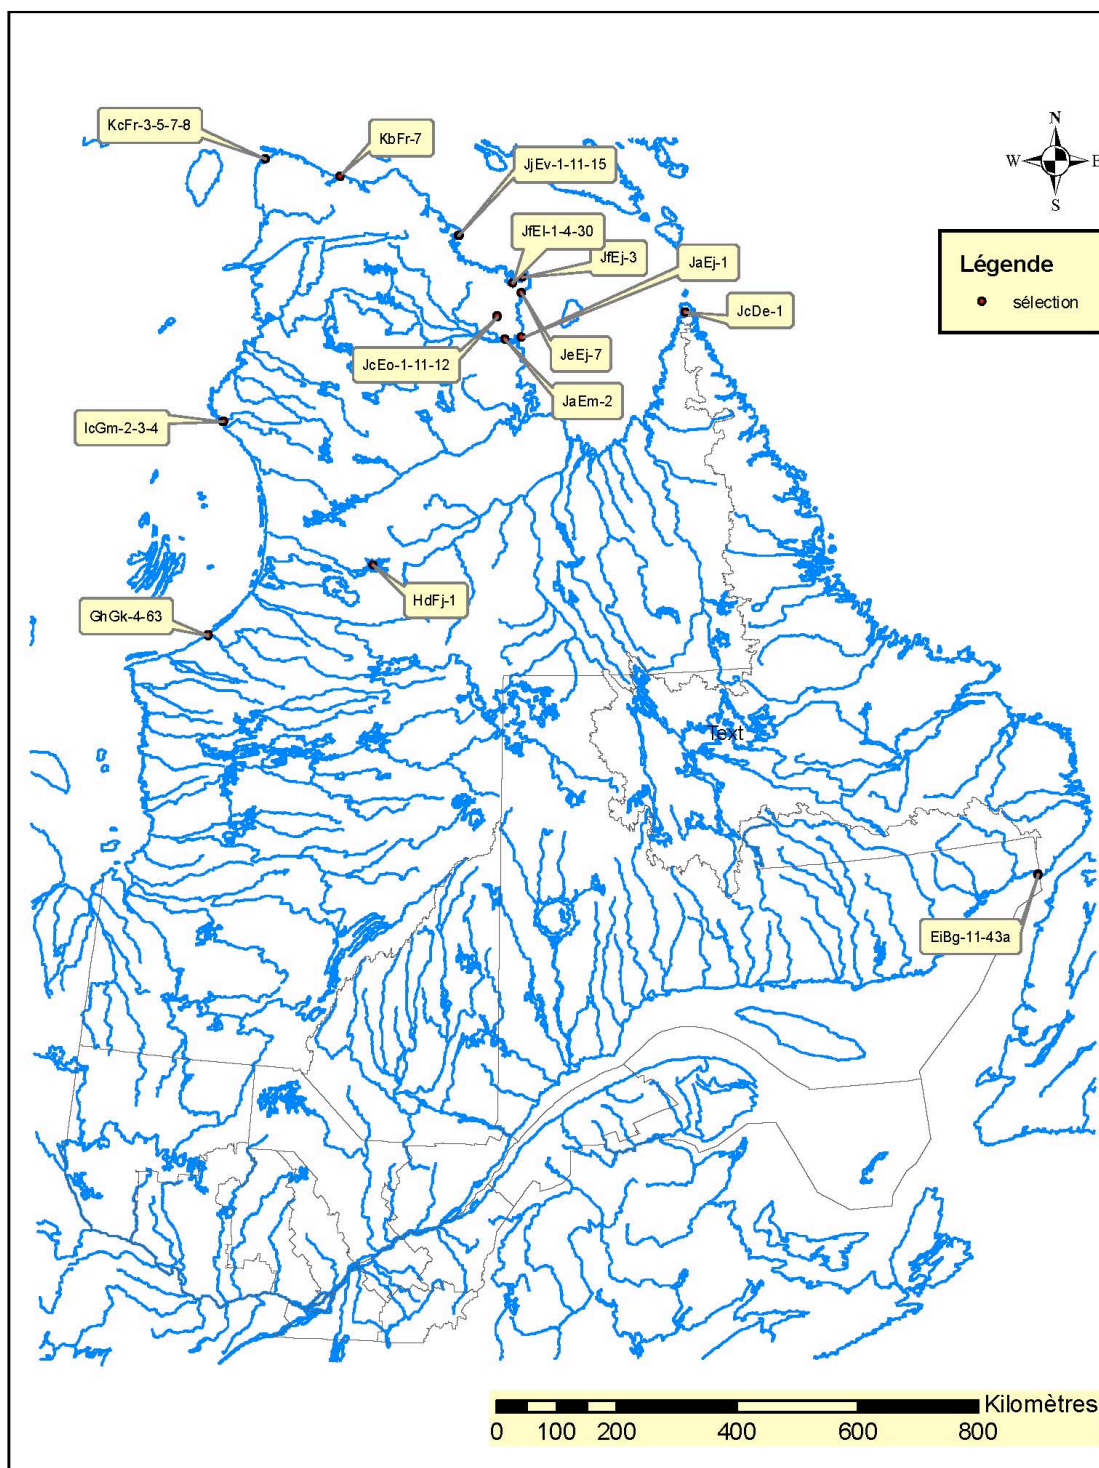 KcFr-3-5-7-8
KbFr-7
JjEv-1-11-15
JfEl-1-4-30
JfEj-3
JaEj-1
JcDe-1
N
W E
S
Légende
sélection
JcEo-1-11-12
JeEj-7
JaEm-2
IcGm-2-3-4
HdFj-1
GhGk-4-63
Text
EiBg-11-43a
Kilomètres
0 100 200 400 600 800